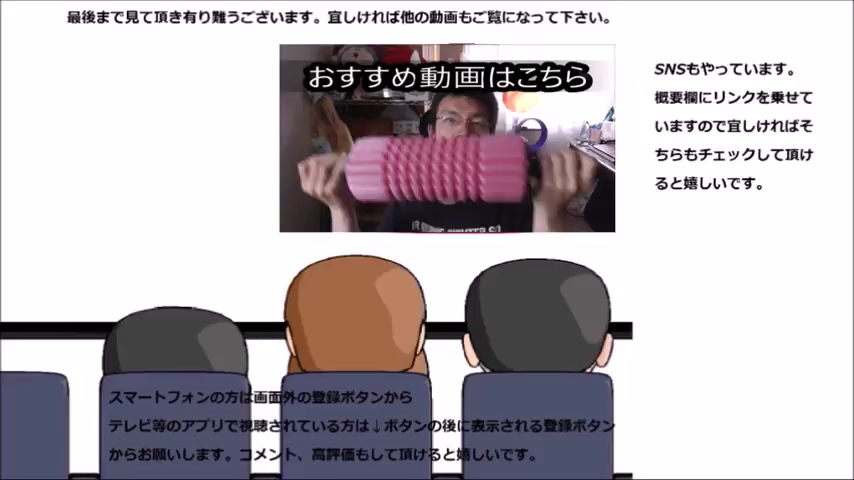 最後まで見て頂き有り難うございます。宜しければ他の動画もご覧になって下さい。
おすすめ動画はこちら
SNSもやっています。
概要欄にリンクを乗せて
いますので宜しければそ
ちらもチェックして頂け
ると嬉しいです。
スマートフォンの方は画面外の登録ボタンから
テレビ等のアプリで視聴されている方は↓ボタンの後に表示される登録ボタン
からお願いします。コメント、高評価もして頂けると嬉しいです。